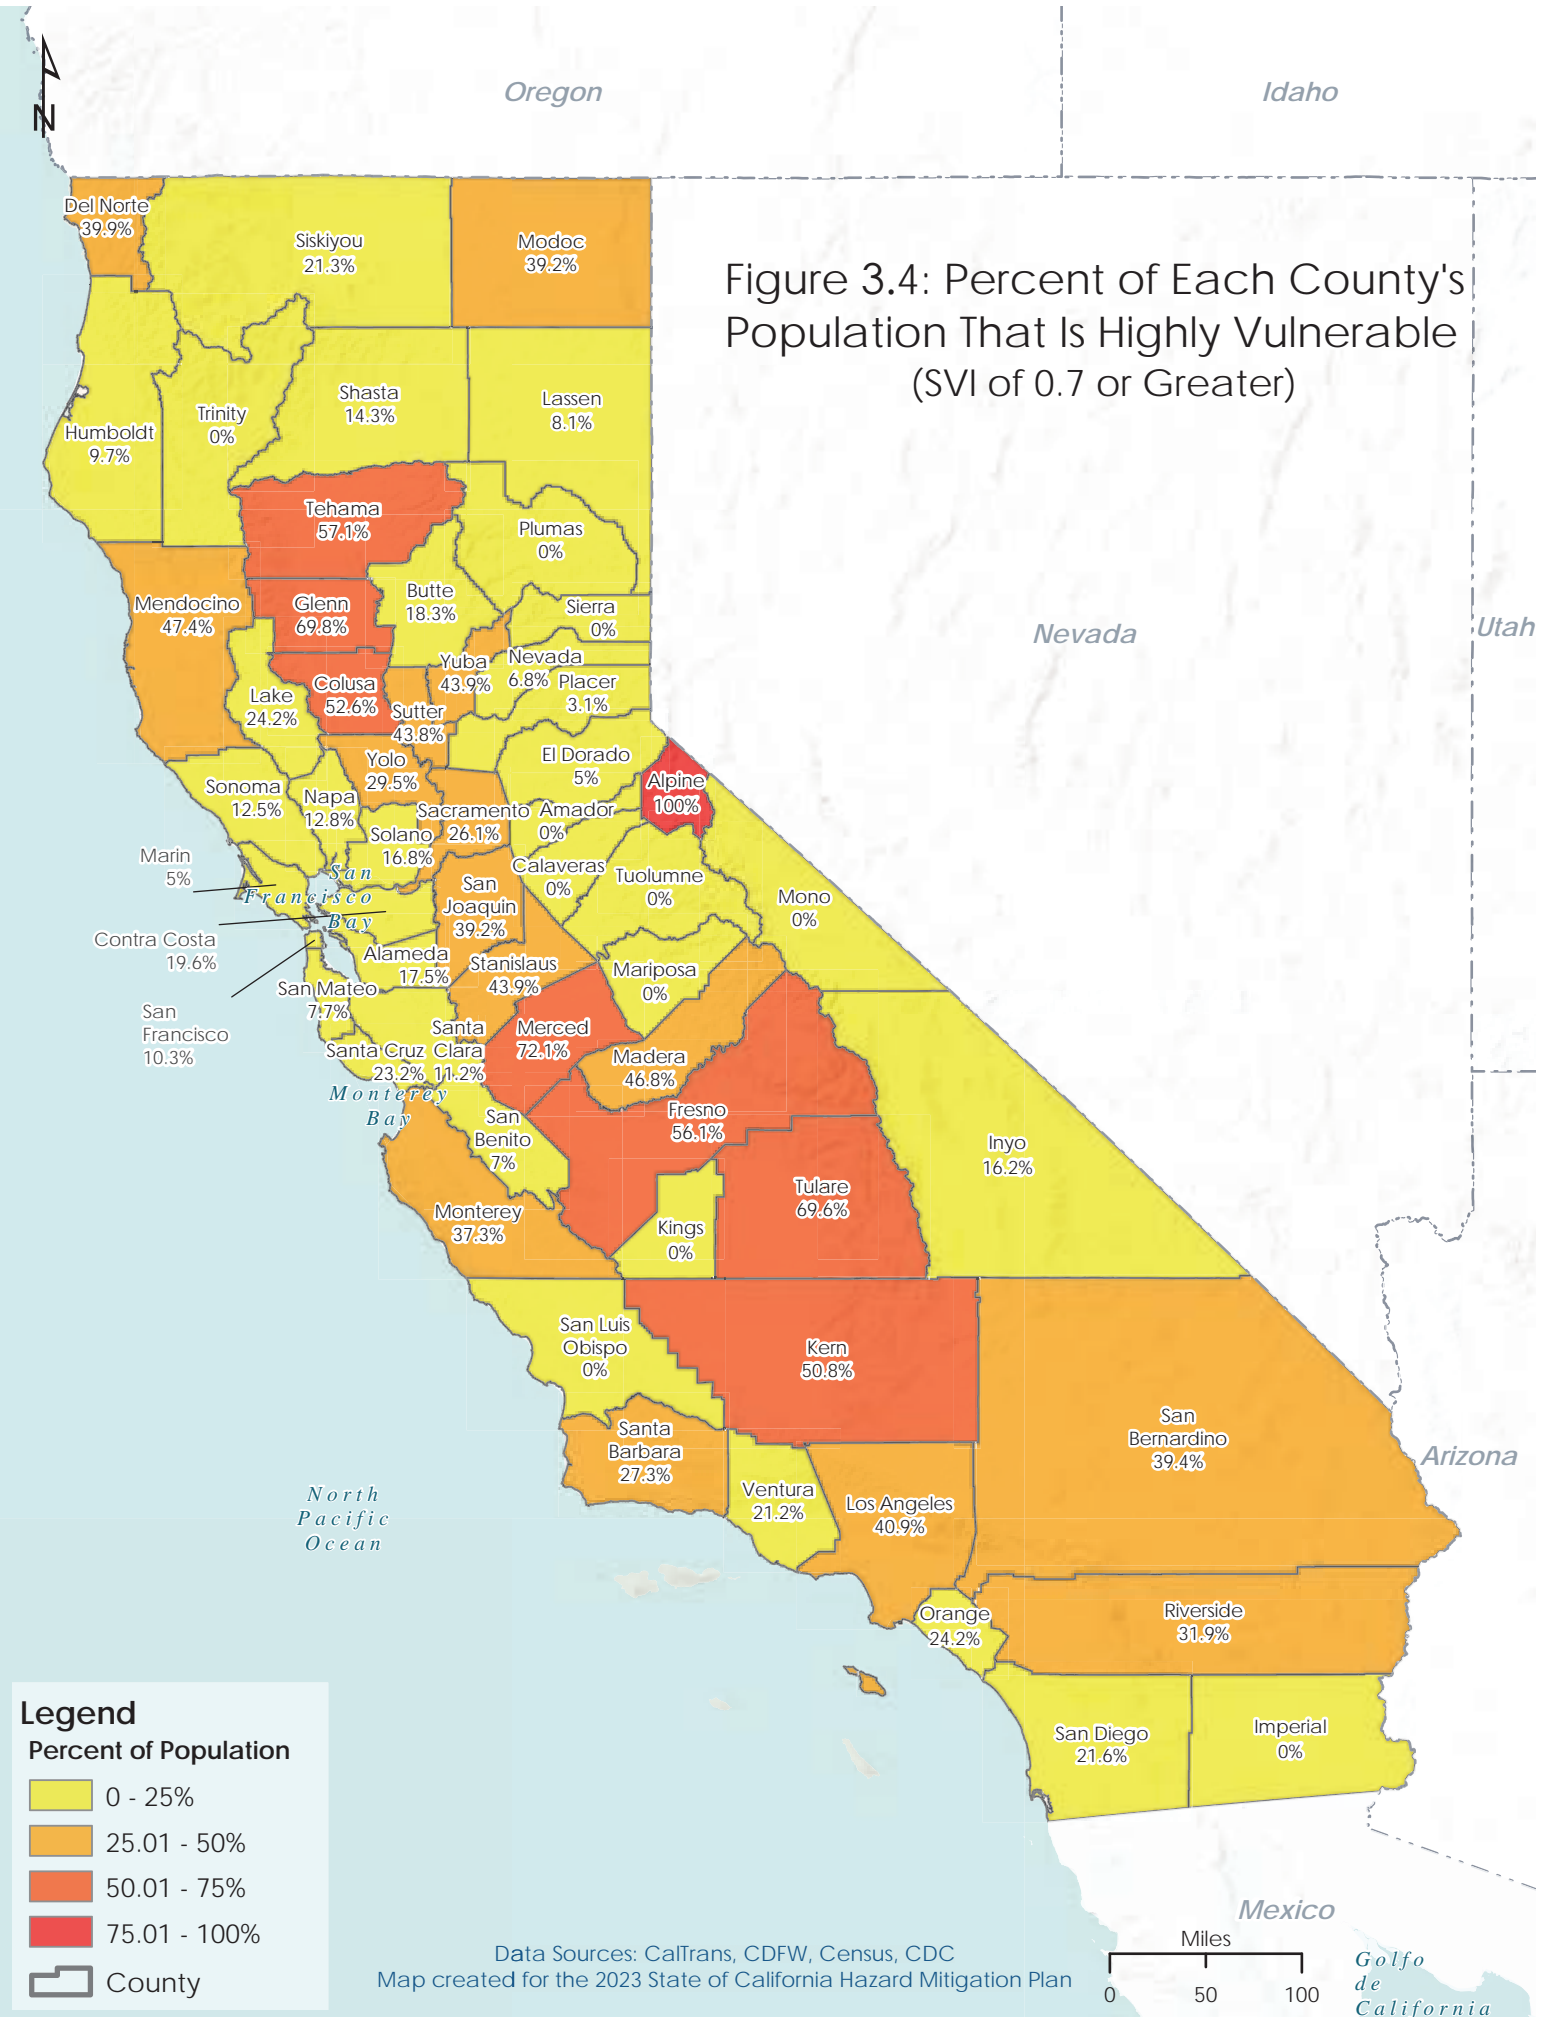 N
Oregon
Idaho
Figure 3.4: Percent of Each County's
Population That Is Highly Vulnerable
(SVI of 0.7 or Greater)
Del Norte
39.9%
Siskiyou
21.3%
Modoc
39.2%
Humboldt
9.7%
Trinity
0%
Shasta
14.3%
Lassen
8.1%
Tehama
57.1%
Plumas
0%
Mendocino
47.4%
Glenn
69.8%
Butte
18.3%
Sierra
0%
Nevada
Utah
Lake
24.2%
Colusa
52.6%
Sutter
43.8%
Yuba
43.9%
Nevada
6.8%
Placer
3.1%
Sonoma
12.5%
Napa
12.8%
Yolo
29.5%
El Dorado
5%
Alpine
100%
Sacramento
26.1%
Amador
0%
Solano
16.8%
Marin
5%
San
Francisco
Bay
Calaveras
0%
Tuolumne
0%
Mono
0%
San
Joaquin
39.2%
Contra Costa
19.6%
Alameda
17.5%
Stanislaus
43.9%
Mariposa
0%
San
Francisco
10.3%
San Mateo
7.7%
Santa Cruz
23.2%
Santa
Clara
11.2%
Merced
72.1%
Madera
46.8%
Monterey
Bay
San
Benito
7%
Fresno
56.1%
Inyo
16.2%
Monterey
37.3%
Kings
0%
Tulare
69.6%
San Luis
Obispo
0%
Kern
50.8%
San
Bernardino
39.4%
Arizona
Santa
Barbara
27.3%
Ventura
21.2%
Los Angeles
40.9%
North
Pacific
Ocean
Orange
24.2%
Riverside
31.9%
San Diego
21.6%
Imperial
0%
Legend
Percent of Population
0 - 25%
25.01 - 50%
50.01 - 75%
75.01 - 100%
County
Data Sources: CalTrans, CDFW, Census, CDC
Map created for the 2023 State of California Hazard Mitigation Plan
Mexico
Miles
0 50 100
Golfo
de
California